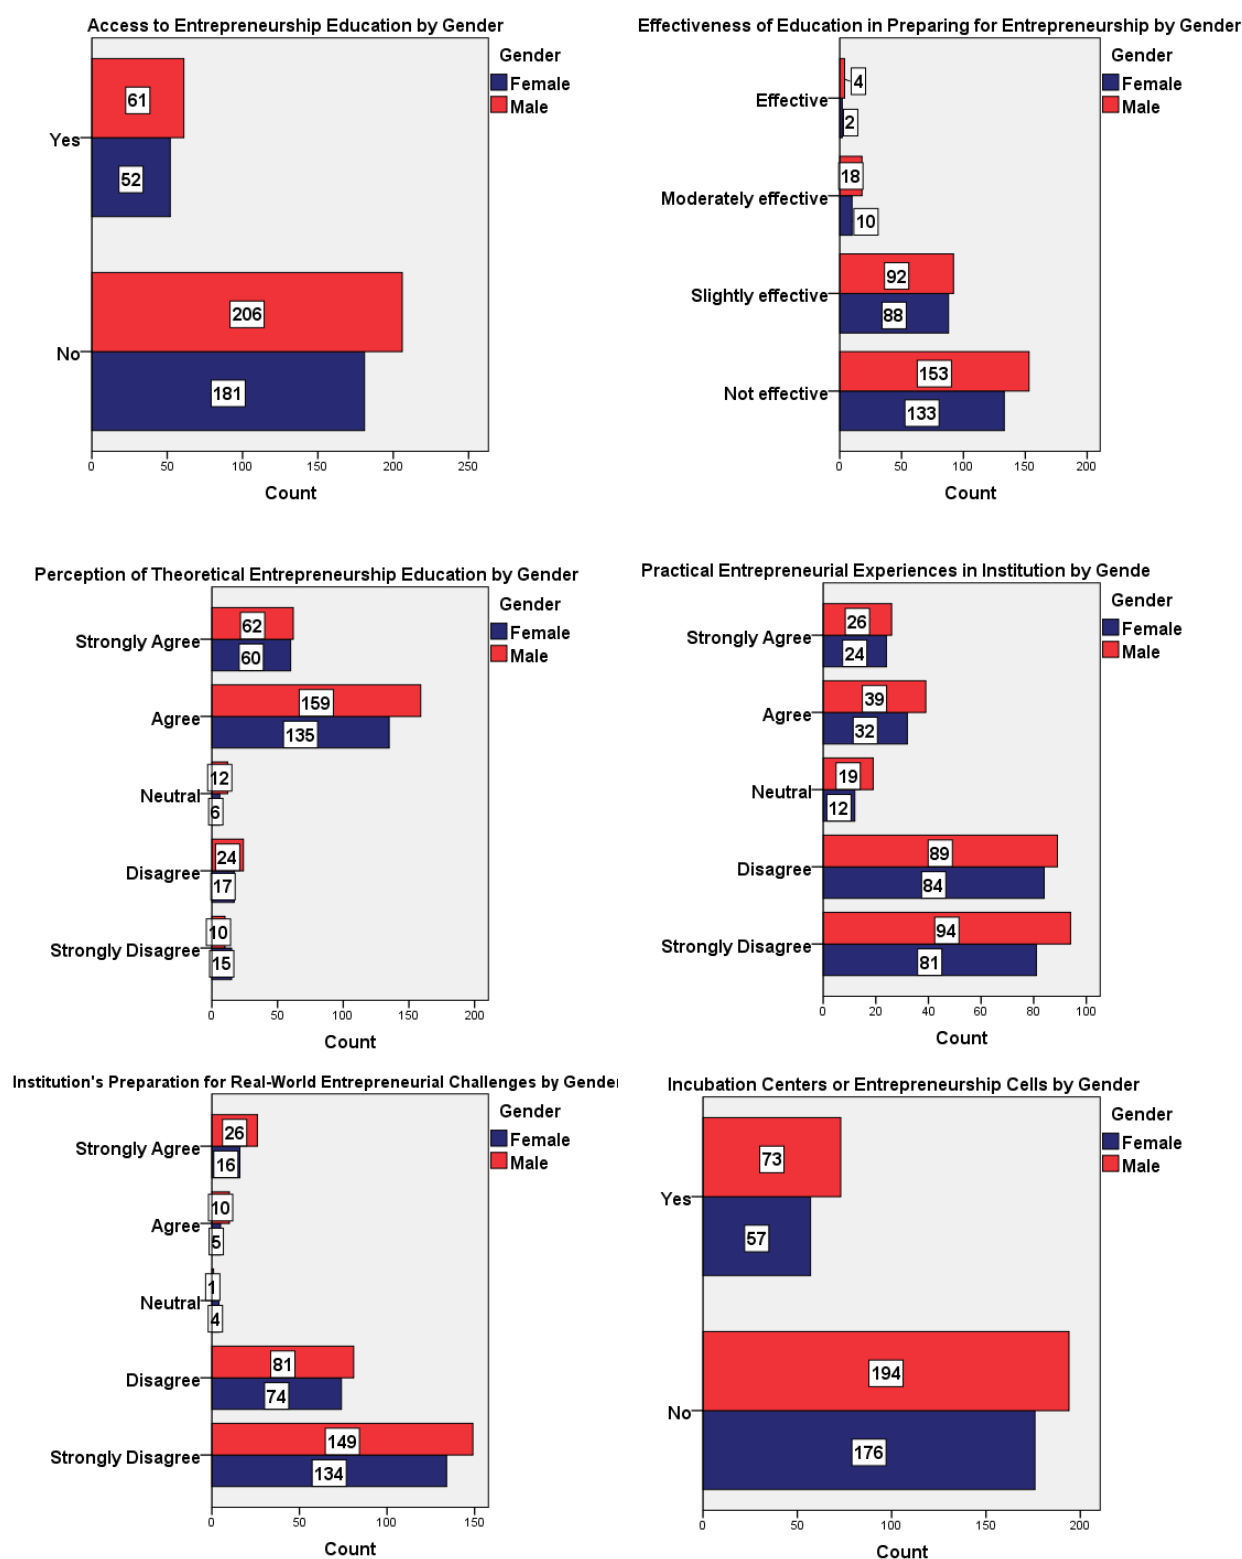 Access to Entrepreneurship Education by Gender
Gender
Female
Male
Yes
61
52
No
206
181
0 50 100 150 200 250
Count
Effectiveness of Education in Preparing for Entrepreneurship by Gender
Gender
Female
Male
Effective
4
2
Moderately effective
18
10
Slightly effective
92
88
Not effective
153
133
0 50 100 150 200
Count
Perception of Theoretical Entrepreneurship Education by Gender
Gender
Female
Male
Strongly Agree
62
60
Agree
159
135
Neutral
12
6
Disagree
24
17
Strongly Disagree
10
15
0 50 100 150 200
Count
Practical Entrepreneurial Experiences in Institution by Gende
Gender
Female
Male
Strongly Agree
26
24
Agree
39
32
Neutral
19
12
Disagree
89
84
Strongly Disagree
94
81
0 20 40 60 80 100
Count
Institution's Preparation for Real-World Entrepreneurial Challenges by Gender
Gender
Female
Male
Strongly Agree
26
16
Agree
10
5
Neutral
1
4
Disagree
81
74
Strongly Disagree
149
134
0 50 100 150
Count
Incubation Centers or Entrepreneurship Cells by Gender
Gender
Female
Male
Yes
73
57
No
194
176
0 50 100 150 200
Count